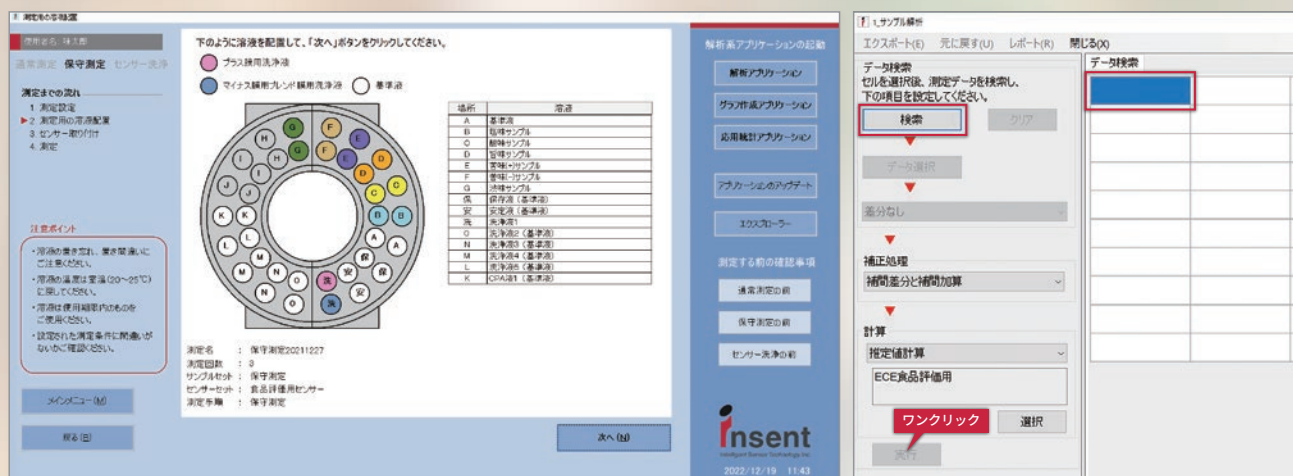 測定用の溶液配置
使用者名 味太郎
通常測定 保守測定 センサー洗浄
測定までの流れ
1 測定設定
▶2 測定用の溶液配置
3 センサー取り付け
4 測定
注意ポイント
・溶液の置き忘れ、置き間違いに
ご注意ください。
・溶液の温度は室温(20~25℃)
に戻してください。
・溶液は使用期限内のものを
ご使用ください。
・設定された測定条件に間違いが
ないかご確認ください。
メインメニュー(M)
戻る(B)
下のように溶液を配置して、「次へ」ボタンをクリックしてください。
プラス膜用洗浄液
マイナス膜用ブレンド膜用洗浄液 基準液
G F
H G F E
H E D
I D
I C
J C
J B B
K K A
L A
L 保
M 保
M N O 洗 安
N 安
O 洗
場所 溶液
A 基準液
B 塩味サンプル
C 酸味サンプル
D 旨味サンプル
E 苦味(+)サンプル
F 苦味(-)サンプル
G 渋味サンプル
保 保存液(基準液)
安 安定液(基準液)
洗 洗浄液1
O 洗浄液2(基準液)
N 洗浄液3(基準液)
M 洗浄液4(基準液)
L 洗浄液5(基準液)
K CPA液1(基準液)
測定名 : 保守測定20211227
測定回数 : 3
サンプルセット : 保守測定
センサーセット : 食品評価用センサー
測定手順 : 保守測定
次へ(N)
解析系アプリケーションの起動
解析アプリケーション
グラフ作成アプリケーション
応用統計アプリケーション
アプリケーションのアップデート
エクスプローラー
測定する前の確認事項
通常測定の前
保守測定の前
センサー洗浄の前
insent
Intelligent Sensor Technology, Inc.
2022/12/19 11:43
1_サンプル解析
エクスポート(E) 元に戻す(U) レポート(R) 閉じる(X)
データ検索
セルを選択後、測定データを検索し、
下の項目を設定してください。
検索 クリア
データ選択
差分なし
補正処理
補間差分と補間加算
計算
推定値計算
ECE食品評価用
ワンクリック
選択
実行
データ検索